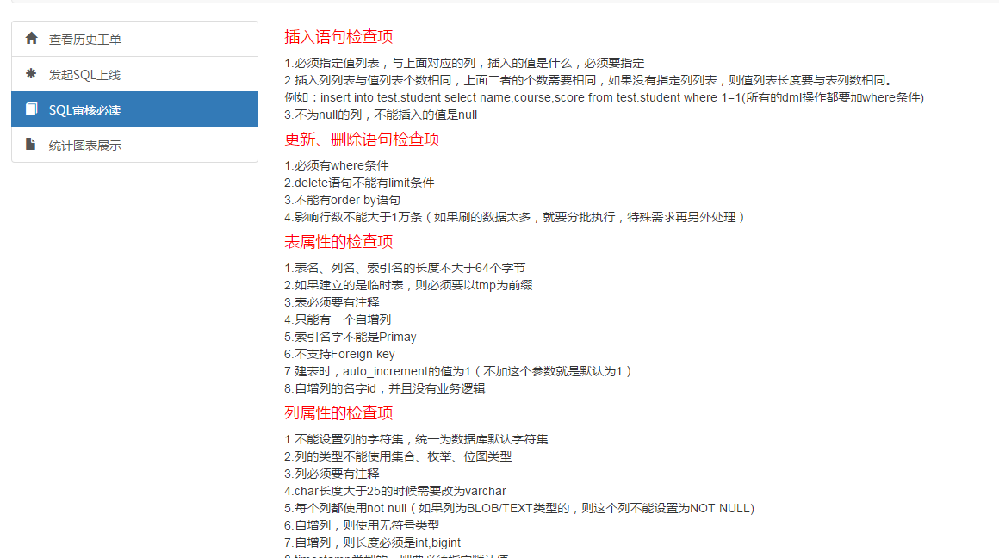 查看历史工单
发起SQL上线
SQL审核必读
统计图表展示
插入语句检查项
1.必须指定值列表，与上面对应的列，插入的值是什么，必须要指定
2.插入列列表与值列表个数相同，上面二者的个数需要相同，如果没有指定列列表，则值列表长度要与表列数相同。
例如：insert into test.student select name,course,score from test.student where 1=1(所有的dml操作都要加where条件)
3.不为null的列，不能插入的值是null
更新、删除语句检查项
1.必须有where条件
2.delete语句不能有limit条件
3.不能有order by语句
4.影响行数不能大于1万条（如果刷的数据太多，就要分批执行，特殊需求再另外处理）
表属性的检查项
1.表名、列名、索引名的长度不大于64个字节
2.如果建立的是临时表，则必须要以tmp为前缀
3.表必须要有注释
4.只能有一个自增列
5.索引名字不能是Primay
6.不支持Foreign key
7.建表时，auto_increment的值为1（不加这个参数就是默认为1）
8.自增列的名字id，并且没有业务逻辑
列属性的检查项
1.不能设置列的字符集，统一为数据库默认字符集
2.列的类型不能使用集合、枚举、位图类型
3.列必须要有注释
4.char长度大于25的时候需要改为varchar
5.每个列都使用not null（如果列为BLOB/TEXT类型的，则这个列不能设置为NOT NULL)
6.自增列，则使用无符号类型
7.自增列，则长度必须是int,bigint
8.timestamp类型的，则要必须指定默认值